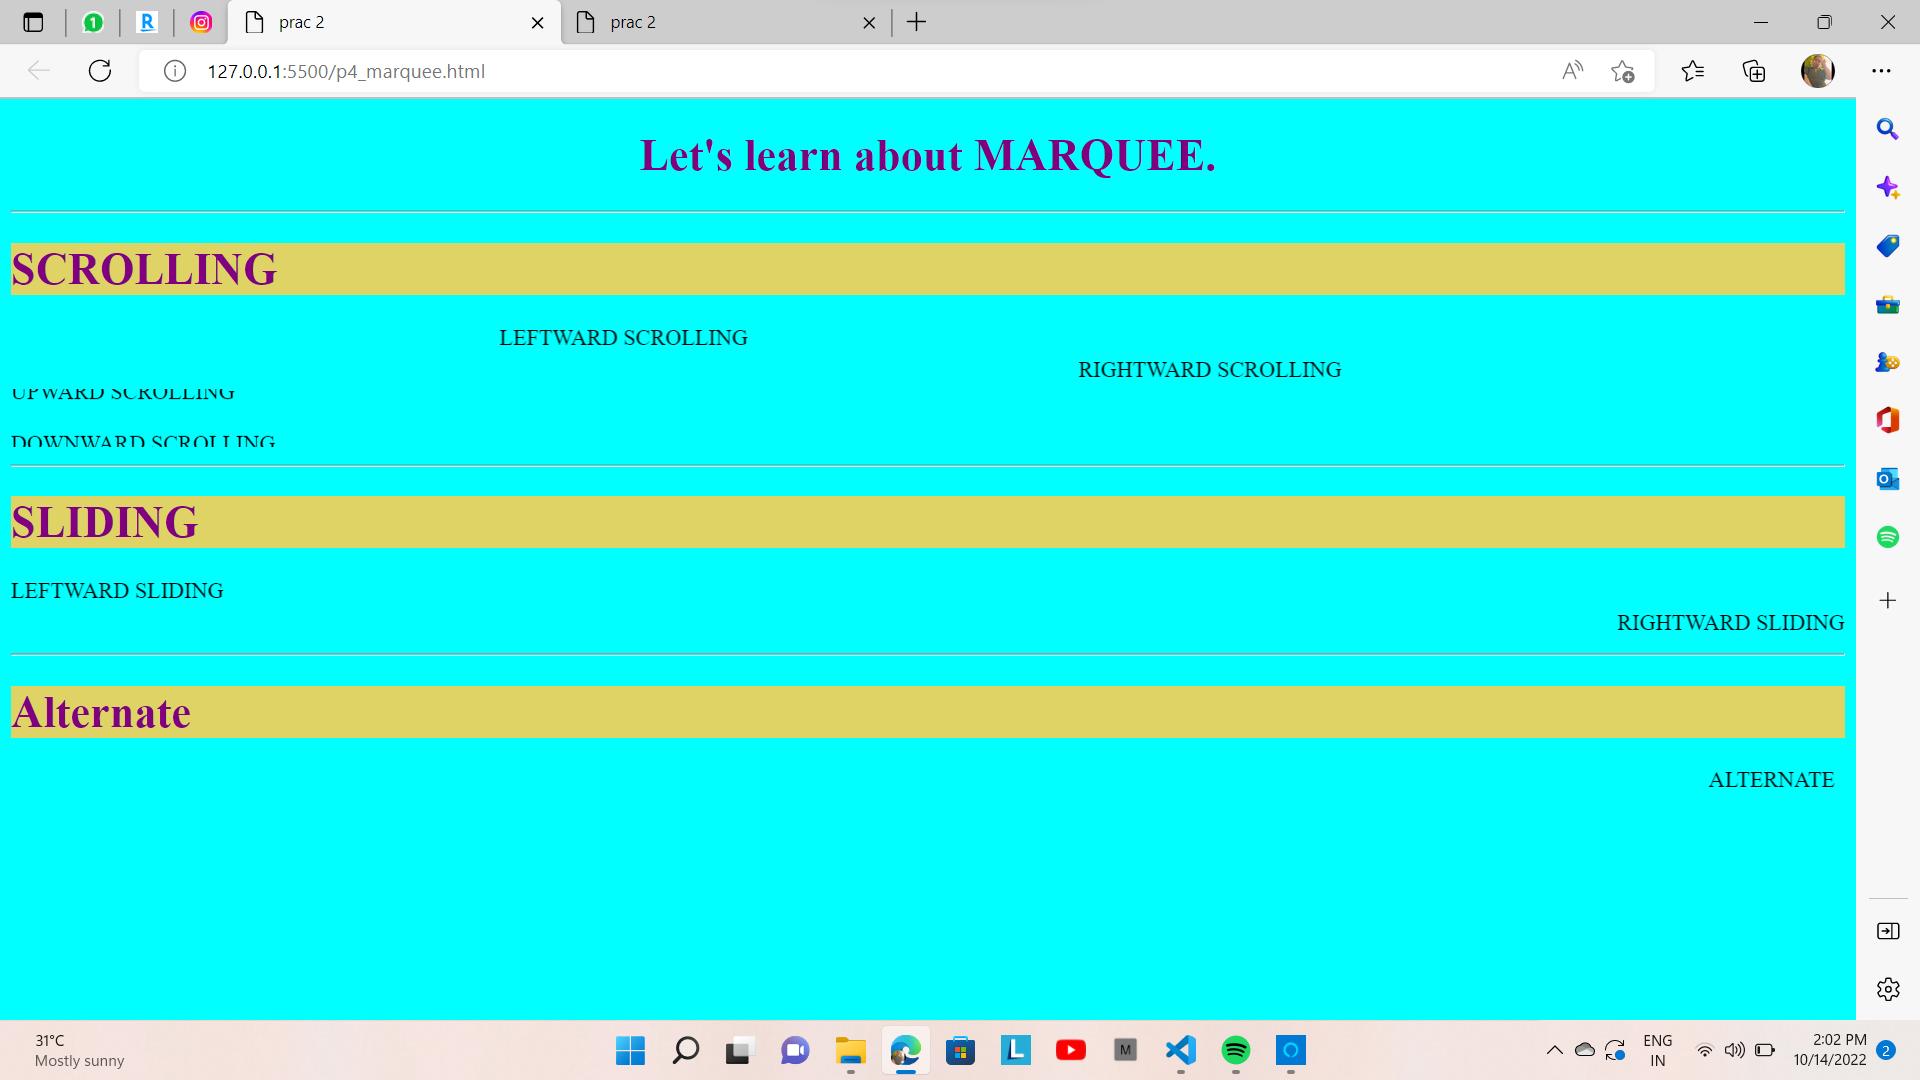 prac 2
prac 2
127.0.0.1:5500/p4_marquee.html
Let's learn about MARQUEE.
SCROLLING
LEFTWARD SCROLLING
RIGHTWARD SCROLLING
UPWARD SCROLLING
DOWNWARD SCROLLING
SLIDING
LEFTWARD SLIDING
RIGHTWARD SLIDING
Alternate
ALTERNATE
31°C
Mostly sunny
ENG
IN
2:02 PM
10/14/2022
2